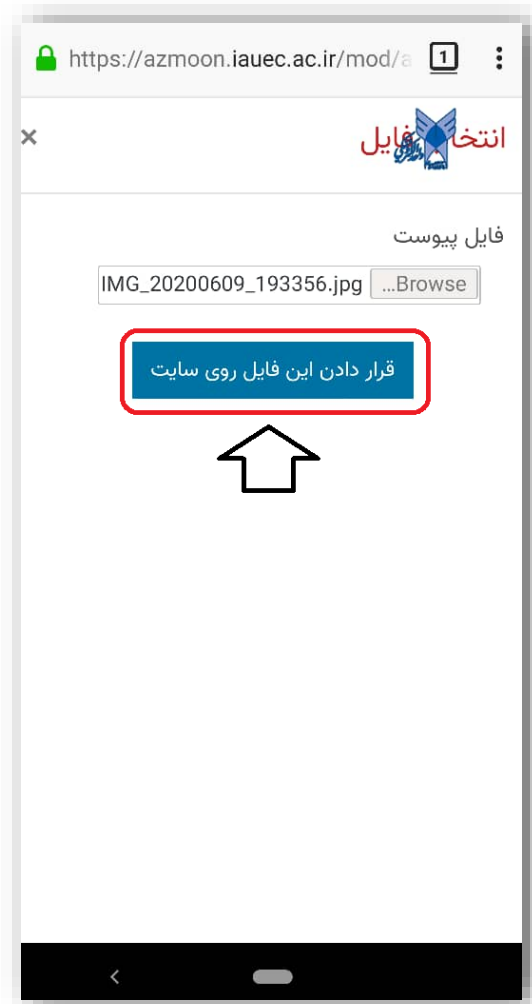 https://azmoon.iauec.ac.ir/mod/a
1
انتخاب فایل
×
فایل پیوست
IMG_20200609_193356.jpg
...Browse
قرار دادن این فایل روی سایت